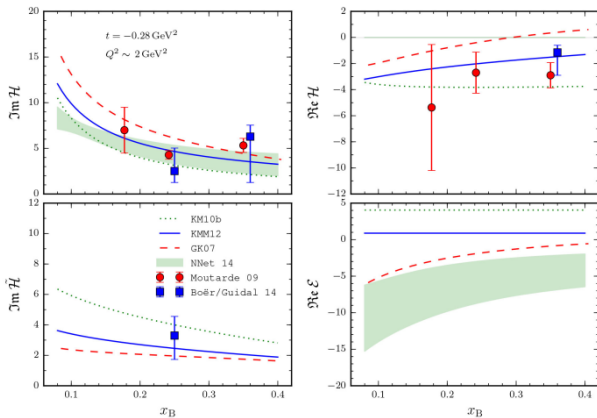 20
15
10
5
0
ℑm ℋ
t = −0.28 GeV²
Q² ∼ 2 GeV²
2
0
−2
−4
−6
−8
−10
−12
ℜe ℋ
12
10
8
6
4
2
0
ℑm ℋ̃
KM10b
KMM12
GK07
NNet 14
Moutarde 09
Boër/Guidal 14
0.1
0.2
0.3
0.4
x_B
5
0
−5
−10
−15
−20
ℜe ℰ
0.1
0.2
0.3
0.4
x_B